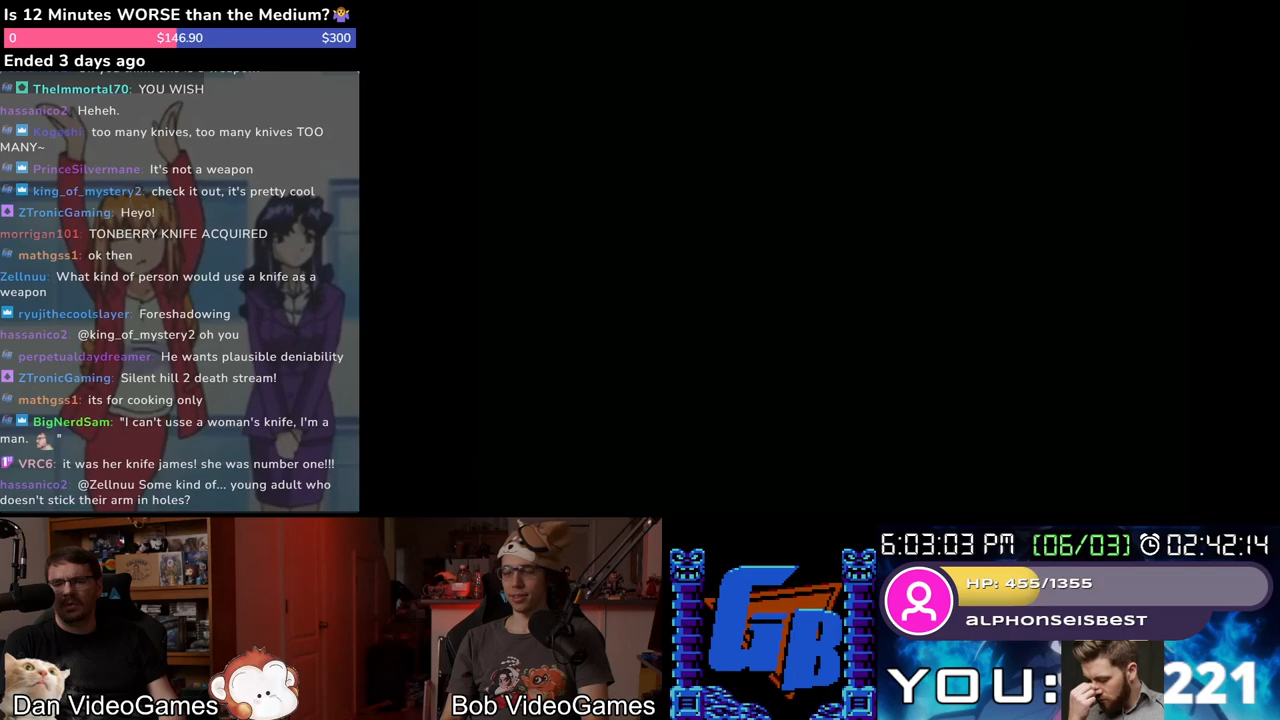 Is 12 Minutes WORSE than the Medium?🤷‍♀️
0 $146.90 $300
Ended 3 days ago
TheImmortal70: YOU WISH
hassanico2: Heheh.
Kogashi: too many knives, too many knives TOO
MANY~
PrinceSilvermane: It's not a weapon
king_of_mystery2: check it out, it's pretty cool
ZTronicGaming: Heyo!
morrigan101: TONBERRY KNIFE ACQUIRED
mathgss1: ok then
Zellnuu: What kind of person would use a knife as a
weapon
ryujithecoolslayer: Foreshadowing
hassanico2: @king_of_mystery2 oh you
perpetualdaydreamer: He wants plausible deniability
ZTronicGaming: Silent hill 2 death stream!
mathgss1: its for cooking only
BigNerdSam: "I can't usse a woman's knife, I'm a
man. "
VRC6: it was her knife james! she was number one!!!
hassanico2: @Zellnuu Some kind of... young adult who
doesn't stick their arm in holes?
Dan VideoGames
Bob VideoGames
GB
6:03:03 PM [06/03] 02:42:14
HP: 455/1355
ALPHONSEISBEST
YOU: 221